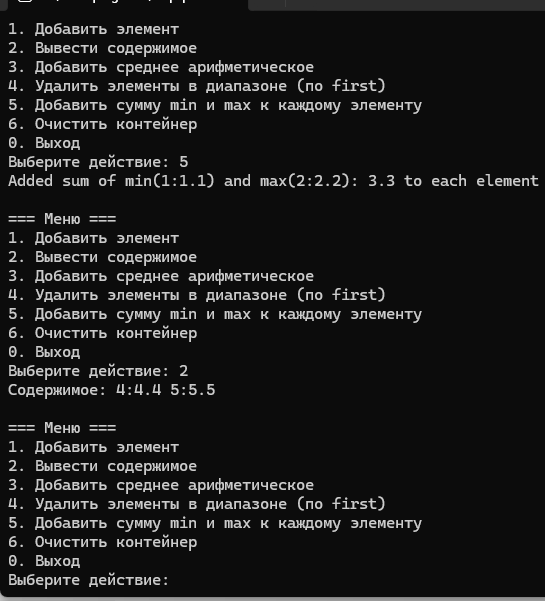 1. Добавить элемент
2. Вывести содержимое
3. Добавить среднее арифметическое
4. Удалить элементы в диапазоне (по first)
5. Добавить сумму min и max к каждому элементу
6. Очистить контейнер
0. Выход
Выберите действие: 5
Added sum of min(1:1.1) and max(2:2.2): 3.3 to each element
=== Меню ===
1. Добавить элемент
2. Вывести содержимое
3. Добавить среднее арифметическое
4. Удалить элементы в диапазоне (по first)
5. Добавить сумму min и max к каждому элементу
6. Очистить контейнер
0. Выход
Выберите действие: 2
Содержимое: 4:4.4 5:5.5
=== Меню ===
1. Добавить элемент
2. Вывести содержимое
3. Добавить среднее арифметическое
4. Удалить элементы в диапазоне (по first)
5. Добавить сумму min и max к каждому элементу
6. Очистить контейнер
0. Выход
Выберите действие: